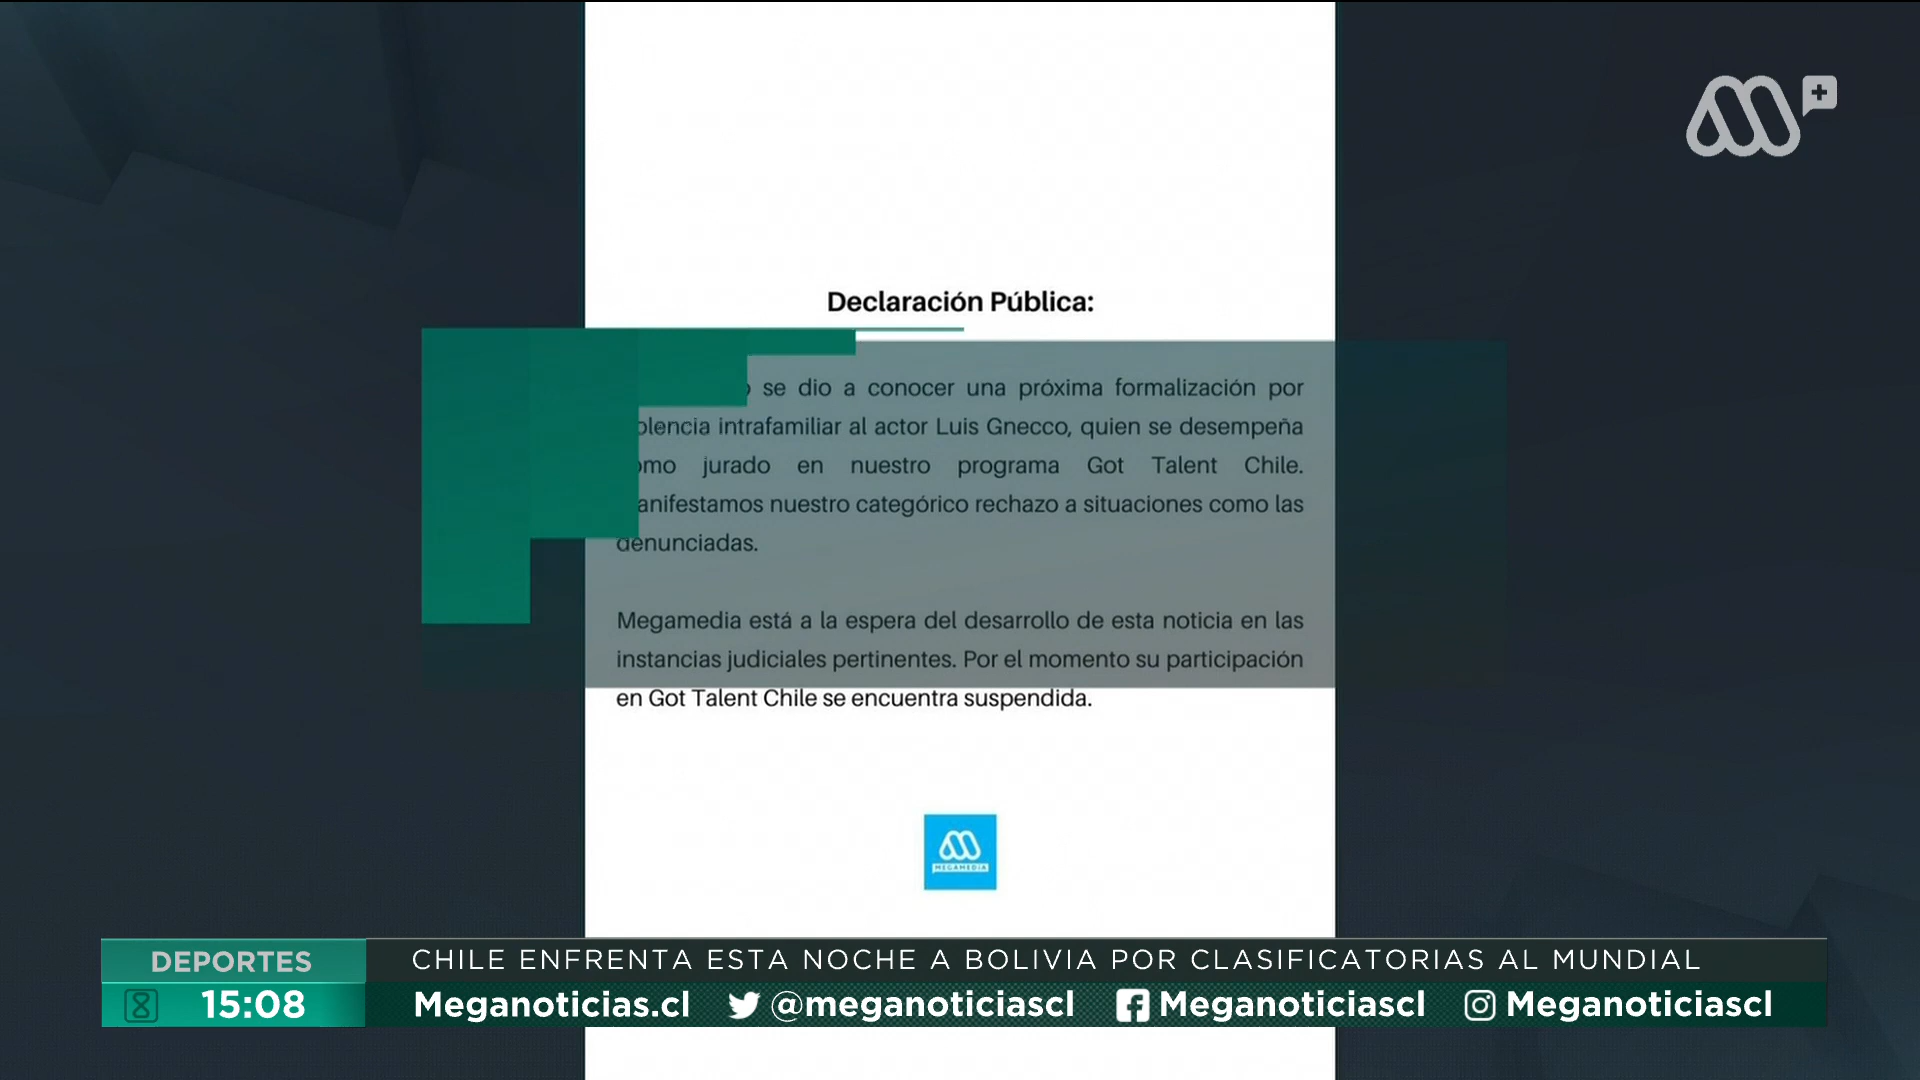 Declaración Pública:
se dio a conocer una próxima formalización por
intrafamiliar al actor Luis Gnecco, quien se desempeña
jurado en nuestro programa Got Talent Chile.
nuestro categórico rechazo a situaciones como las
denunciadas.
Megamedia está a la espera del desarrollo de esta noticia en las
instancias judiciales pertinentes. Por el momento su participación
en Got Talent Chile se encuentra suspendida.
MEGAMEDIA
DEPORTES
CHILE ENFRENTA ESTA NOCHE A BOLIVIA POR CLASIFICATORIAS AL MUNDIAL
15:08
Meganoticias.cl @meganoticiascl Meganoticiascl Meganoticiascl